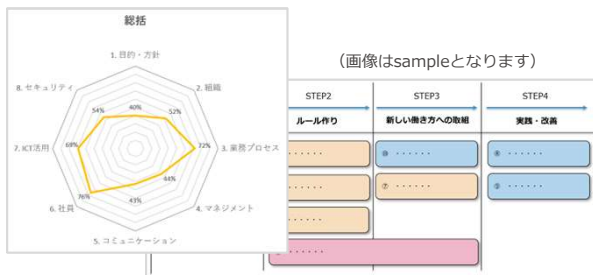 総括
1. 目的・方針
2. 組織
3. 業務プロセス
4. マネジメント
5. コミュニケーション
6. 社員
7. ICT活用
8. セキュリティ
40%
52%
72%
44%
43%
76%
69%
54%
（画像はsampleとなります）
STEP2
STEP3
STEP4
ルール作り
新しい働き方への取組
実践・改善
・・・・・・
⑩ ・・・・・・
・・・・・・
・・・・・・
⑦ ・・・・・・
・・・・・・
・・・・・・
・・・・・・